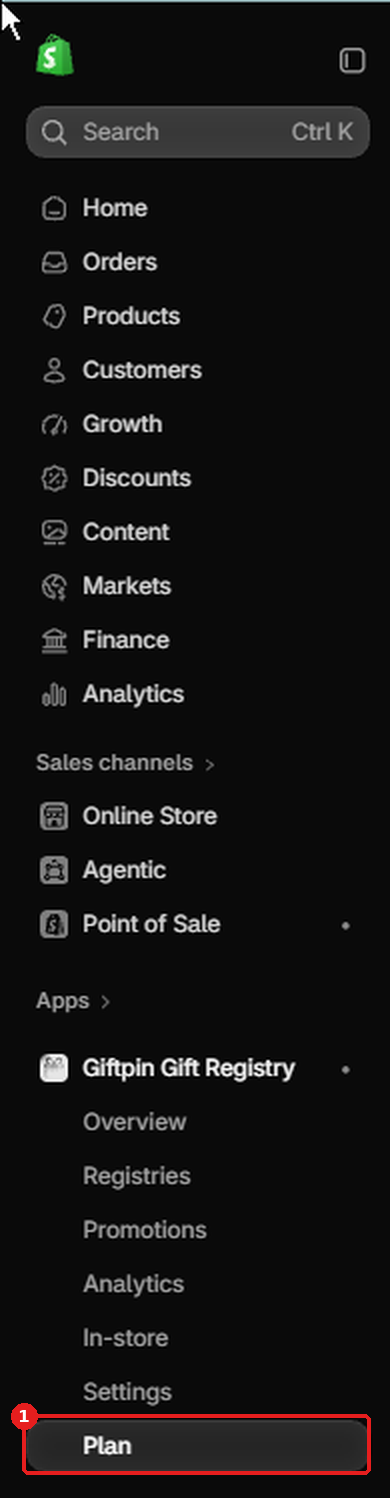 Search Ctrl K
Home
Orders
Products
Customers
Growth
Discounts
Content
Markets
Finance
Analytics
Sales channels >
Online Store
Agentic
Point of Sale
Apps >
Giftpin Gift Registry
Overview
Registries
Promotions
Analytics
In-store
Settings
1
Plan